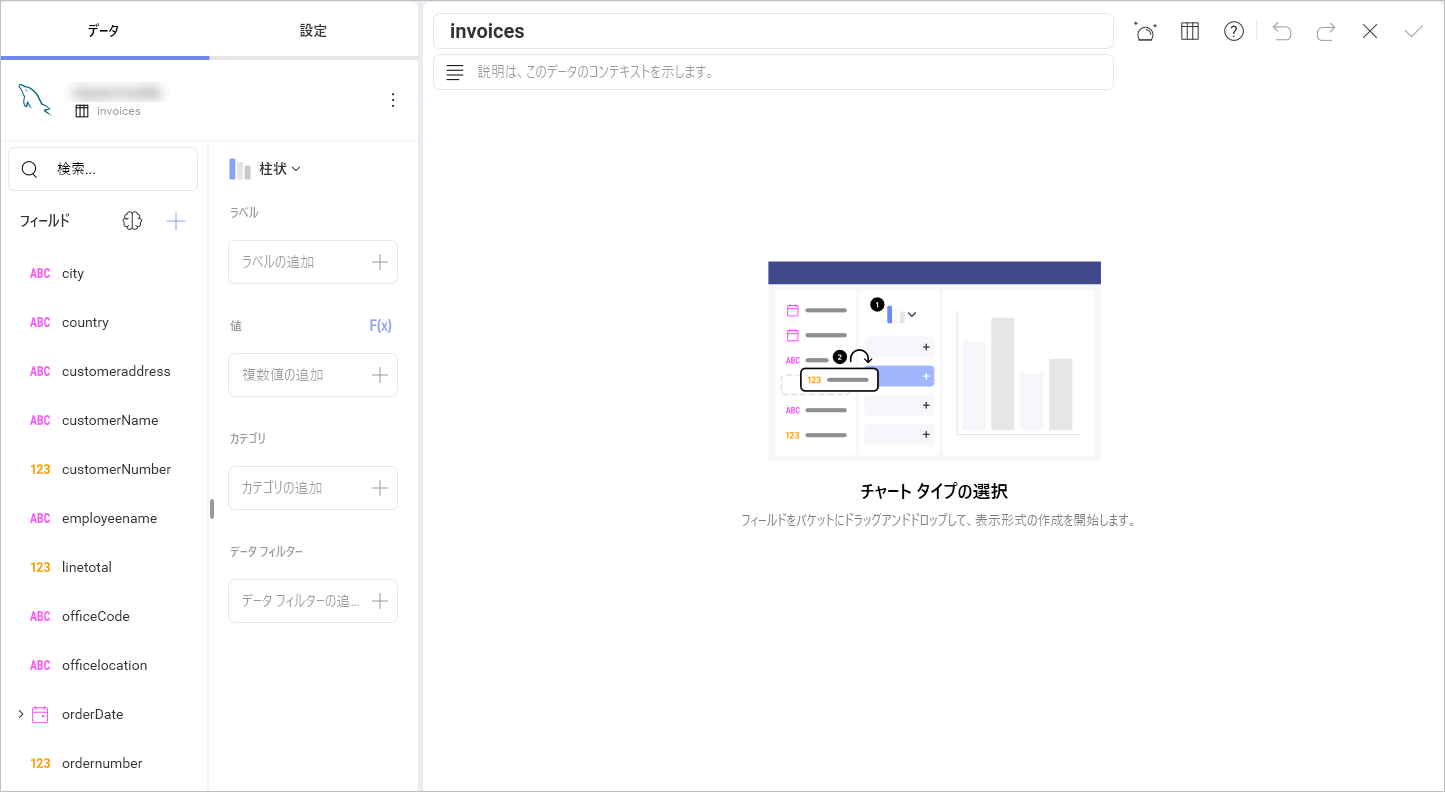 データ
設定
invoices
検索...
フィールド
ABC city
ABC country
ABC customeraddress
ABC customerName
123 customerNumber
ABC employeename
123 linetotal
ABC officeCode
ABC officelocation
orderDate
123 ordernumber
柱状
ラベル
ラベルの追加
値 F(x)
複数値の追加
カテゴリ
カテゴリの追加
データ フィルター
データ フィルターの追...
invoices
説明は、このデータのコンテキストを示します。
1
ABC
2
123
ABC
123
チャート タイプの選択
フィールドをバケットにドラッグアンドドロップして、表示形式の作成を開始します。